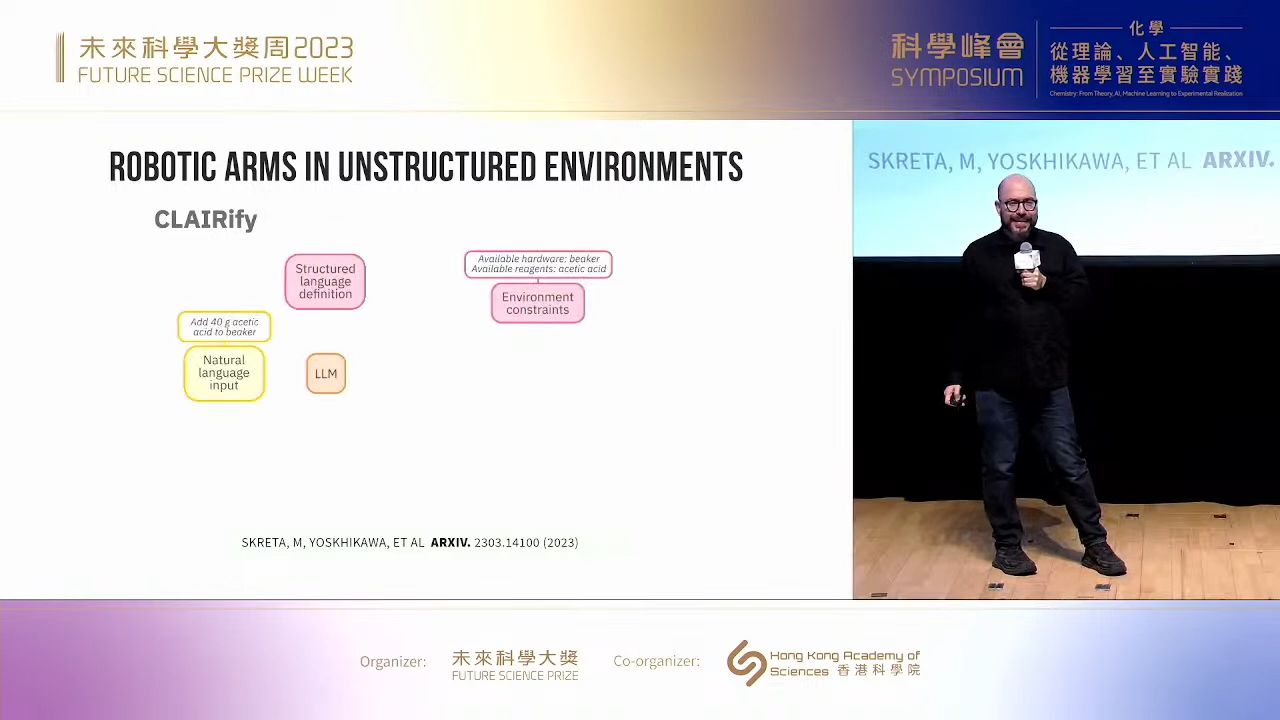 未來科學大獎周2023
FUTURE SCIENCE PRIZE WEEK
科學峰會
SYMPOSIUM
化學
從理論、人工智能、
機器學習至實驗實踐
Chemistry: From Theory, AI, Machine Learning to Experimental Realization
ROBOTIC ARMS IN UNSTRUCTURED ENVIRONMENTS
CLAIRify
Structured
language
definition
Available hardware: beaker
Available reagents: acetic acid
Environment
constraints
Add 40 g acetic
acid to beaker
Natural
language
input
LLM
SKRETA, M, YOSKHIKAWA, ET AL ARXIV. 2303.14100 (2023)
SKRETA, M, YOSKHIKAWA, ET AL ARXIV.
Organizer:
未來科學大獎
FUTURE SCIENCE PRIZE
Co-organizer:
Hong Kong Academy of
Sciences 香港科學院